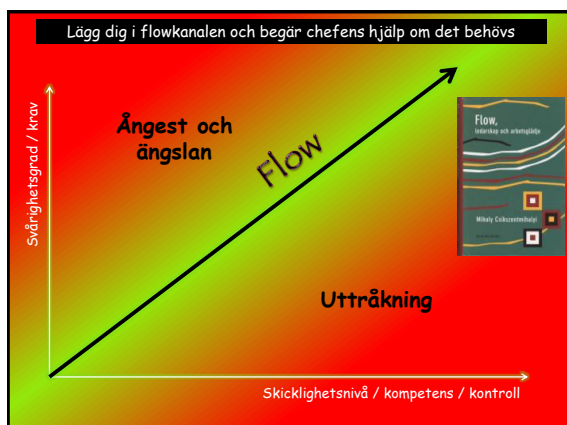 Lägg dig i flowkanalen och begär chefens hjälp om det behövs
Svårighetsgrad / krav
Ångest och
ängslan
Flow
Flow,
ledarskap och arbetsglädje
Mihaly Csikszentmihalyi
Uttråkning
Skicklighetsnivå / kompetens / kontroll